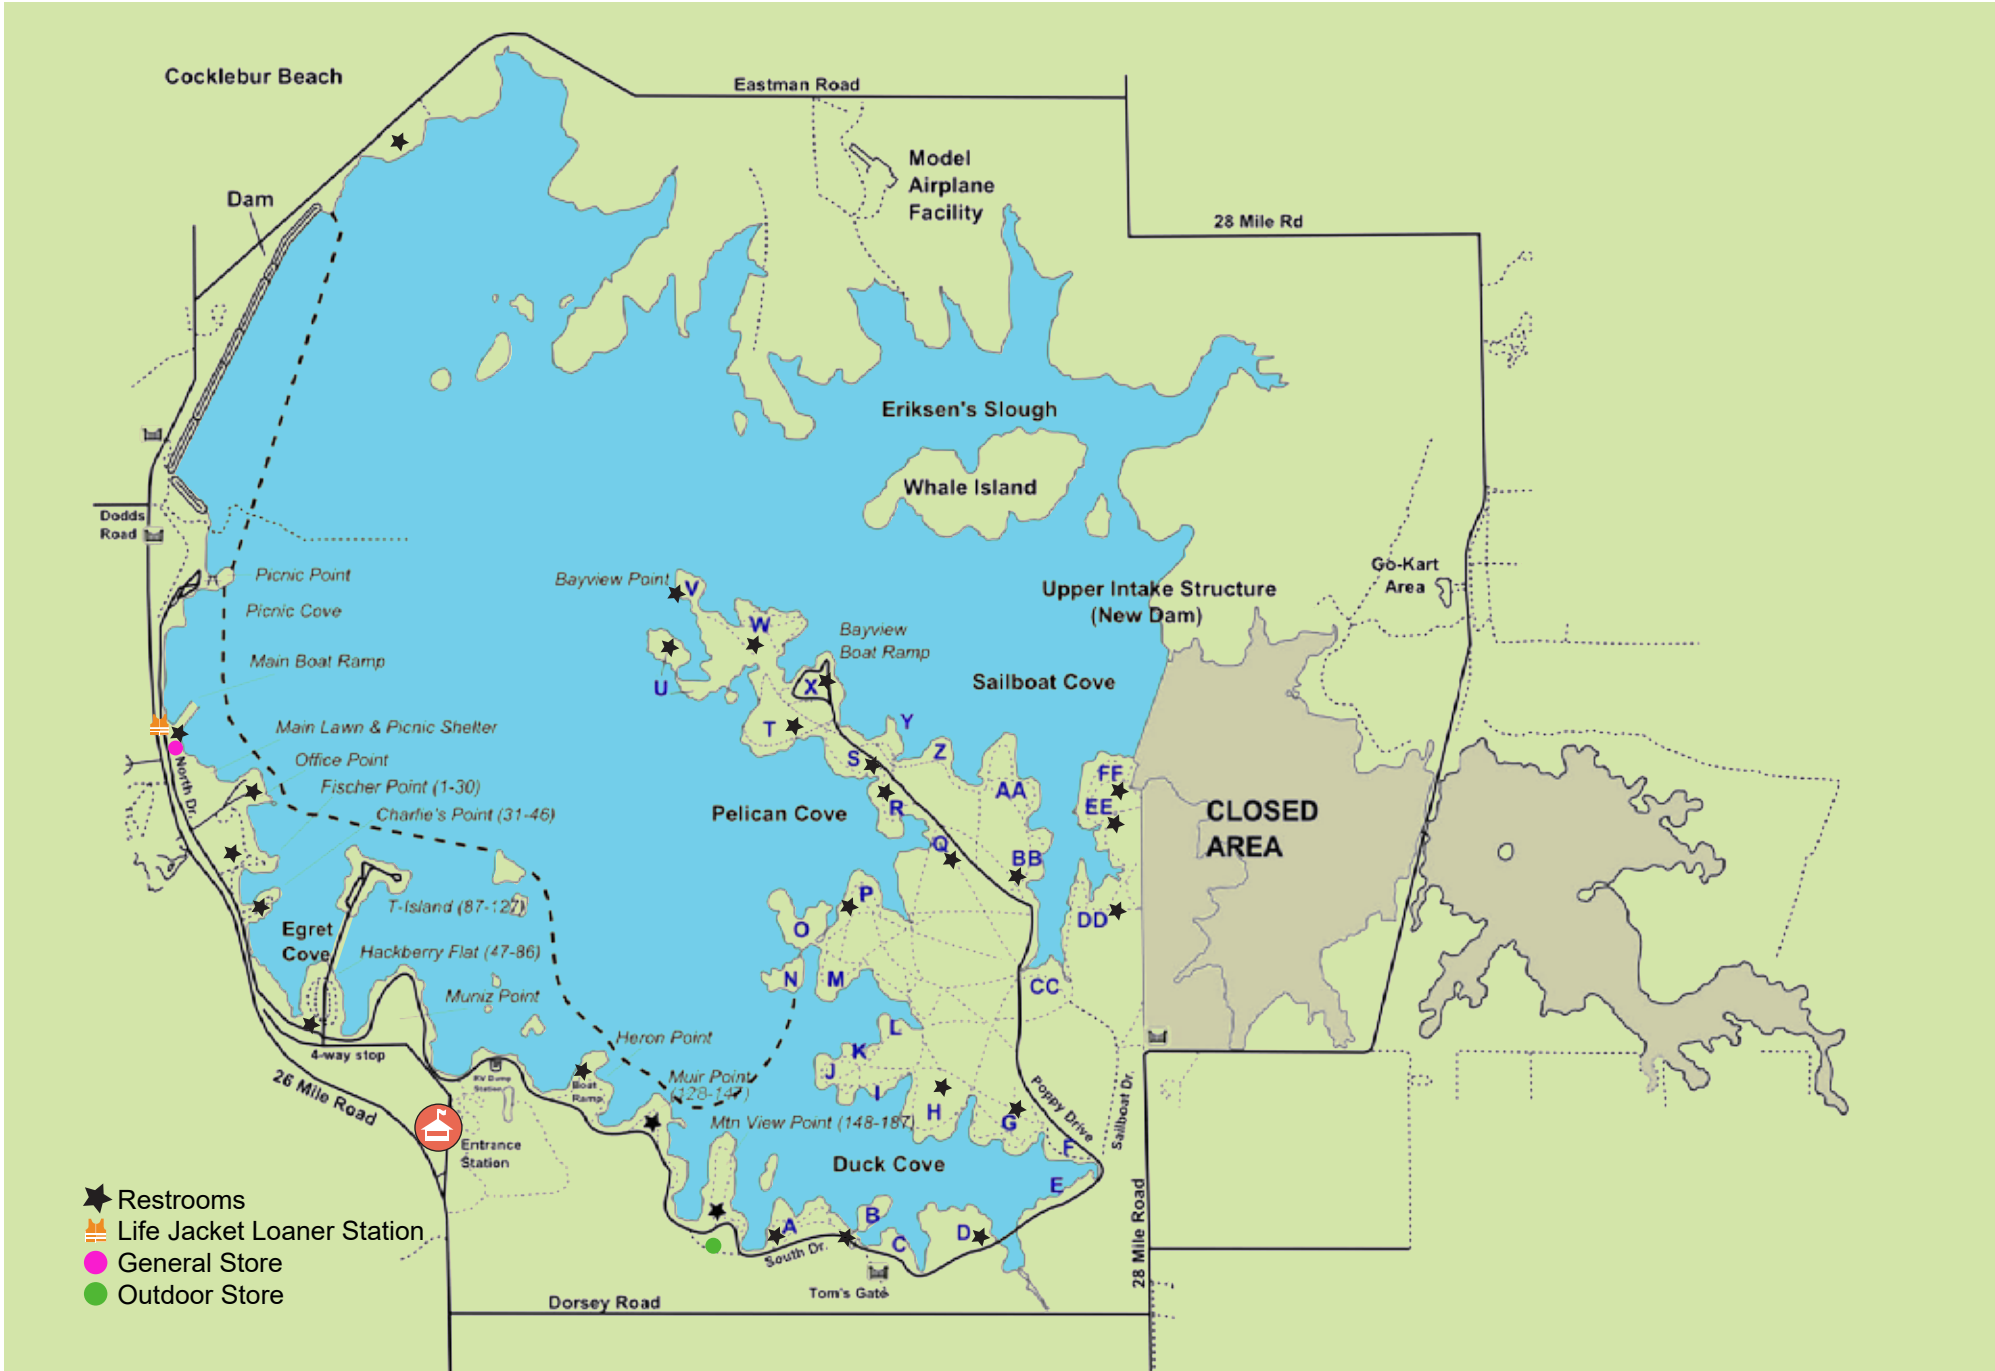 Cocklebur Beach
Eastman Road
Model
Airplane
Facility
Dam
28 Mile Rd
Eriksen's Slough
Whale Island
Dodds
Road
Picnic Point
Picnic Cove
Main Boat Ramp
Main Lawn & Picnic Shelter
Office Point
Fischer Point (1-30)
Charlie's Point (31-46)
North Dr.
Bayview Point
V
W
U
Bayview
Boat Ramp
X
T
Y
S
Z
R
Q
AA
BB
FF
EE
DD
CC
Upper Intake Structure
(New Dam)
Go-Kart
Area
Sailboat Cove
Pelican Cove
CLOSED
AREA
Egret
Cove
T-Island (87-127)
Hackberry Flat (47-86)
Muniz Point
P
O
N
M
L
K
J
I
H
G
F
E
4-way stop
26 Mile Road
RV Dump
Station
Boat
Ramp
Heron Point
Muir Point
(128-147)
Mtn View Point (148-187)
Duck Cove
Poppy Drive
Sailboat Dr.
28 Mile Road
Entrance
Station
A
B
C
D
South Dr.
Tom's Gate
Dorsey Road
Restrooms
Life Jacket Loaner Station
General Store
Outdoor Store